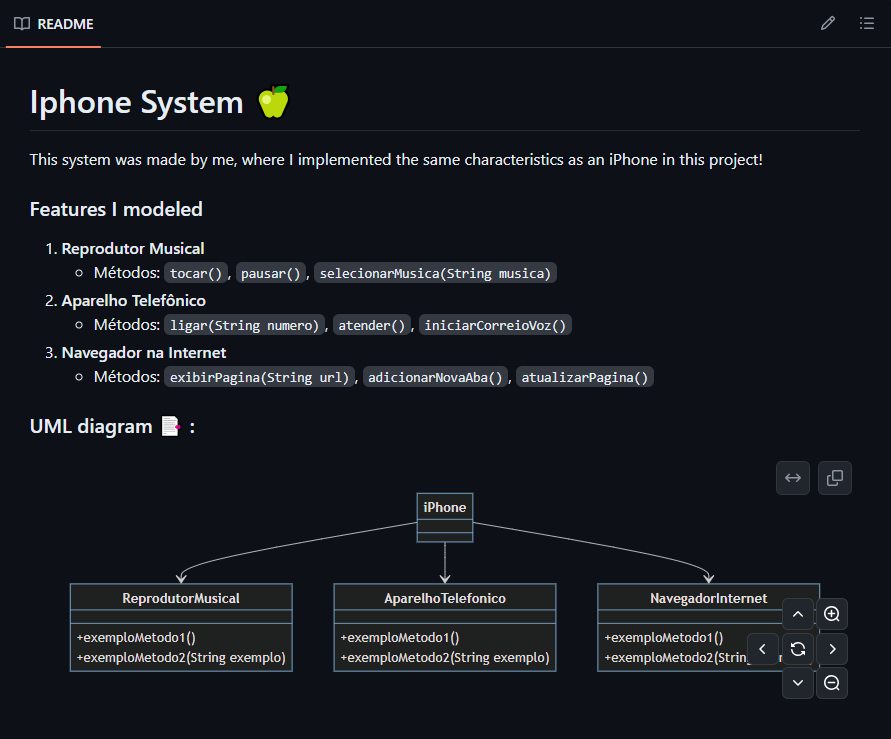 README
Iphone System 🍏
This system was made by me, where I implemented the same characteristics as an iPhone in this project!
Features I modeled
1. Reprodutor Musical
Métodos: tocar(), pausar(), selecionarMusica(String musica)
2. Aparelho Telefônico
Métodos: ligar(String numero), atender(), iniciarCorreioVoz()
3. Navegador na Internet
Métodos: exibirPagina(String url), adicionarNovaAba(), atualizarPagina()
UML diagram 📑 :
iPhone
ReprodutorMusical
+exemploMetodo1()
+exemploMetodo2(String exemplo)
AparelhoTelefonico
+exemploMetodo1()
+exemploMetodo2(String exemplo)
NavegadorInternet
+exemploMetodo1()
+exemploMetodo2(String